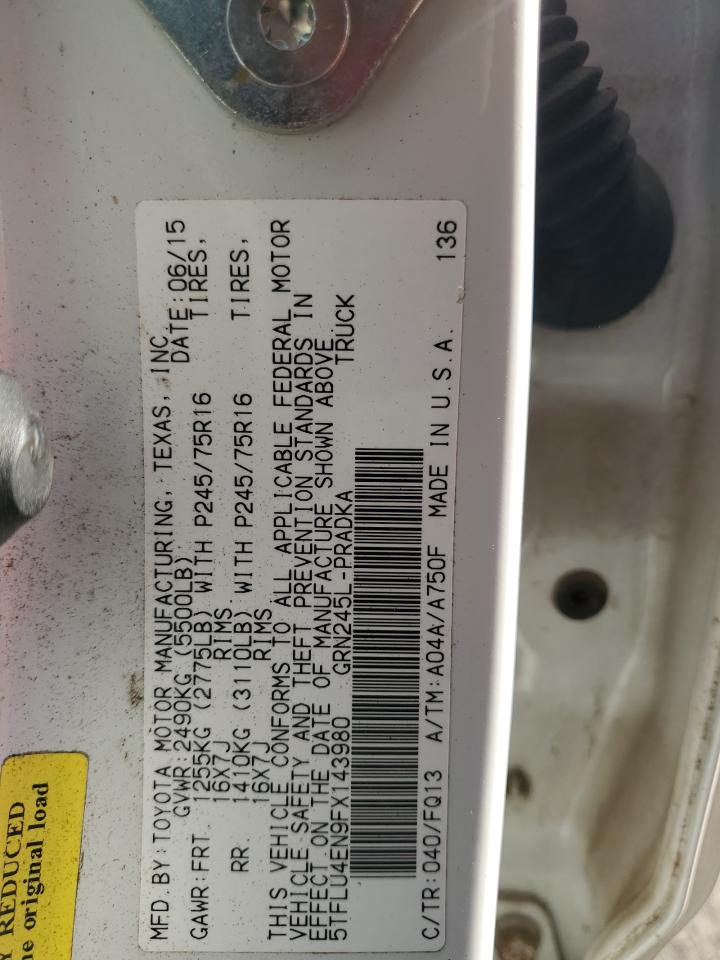 MFD.BY:TOYOTA MOTOR MANUFACTURING, TEXAS, INC
GVWR:2490KG(5500LB) DATE:06/15
GAWR:FRT. 1255KG (2775LB) WITH P245/75R16 TIRES,
16X7J RIMS
RR. 1410KG (3110LB) WITH P245/75R16 TIRES,
16X7J RIMS
THIS VEHICLE CONFORMS TO ALL APPLICABLE FEDERAL MOTOR
VEHICLE SAFETY AND THEFT PREVENTION STANDARDS IN
EFFECT ON THE DATE OF MANUFACTURE SHOWN ABOVE.
5TFLU4EN9FX143980 GRN245L-PRADKA TRUCK
C/TR:040/FQ13 A/TM:A04A/A750F MADE IN U.S.A. 136
REDUCED
original load